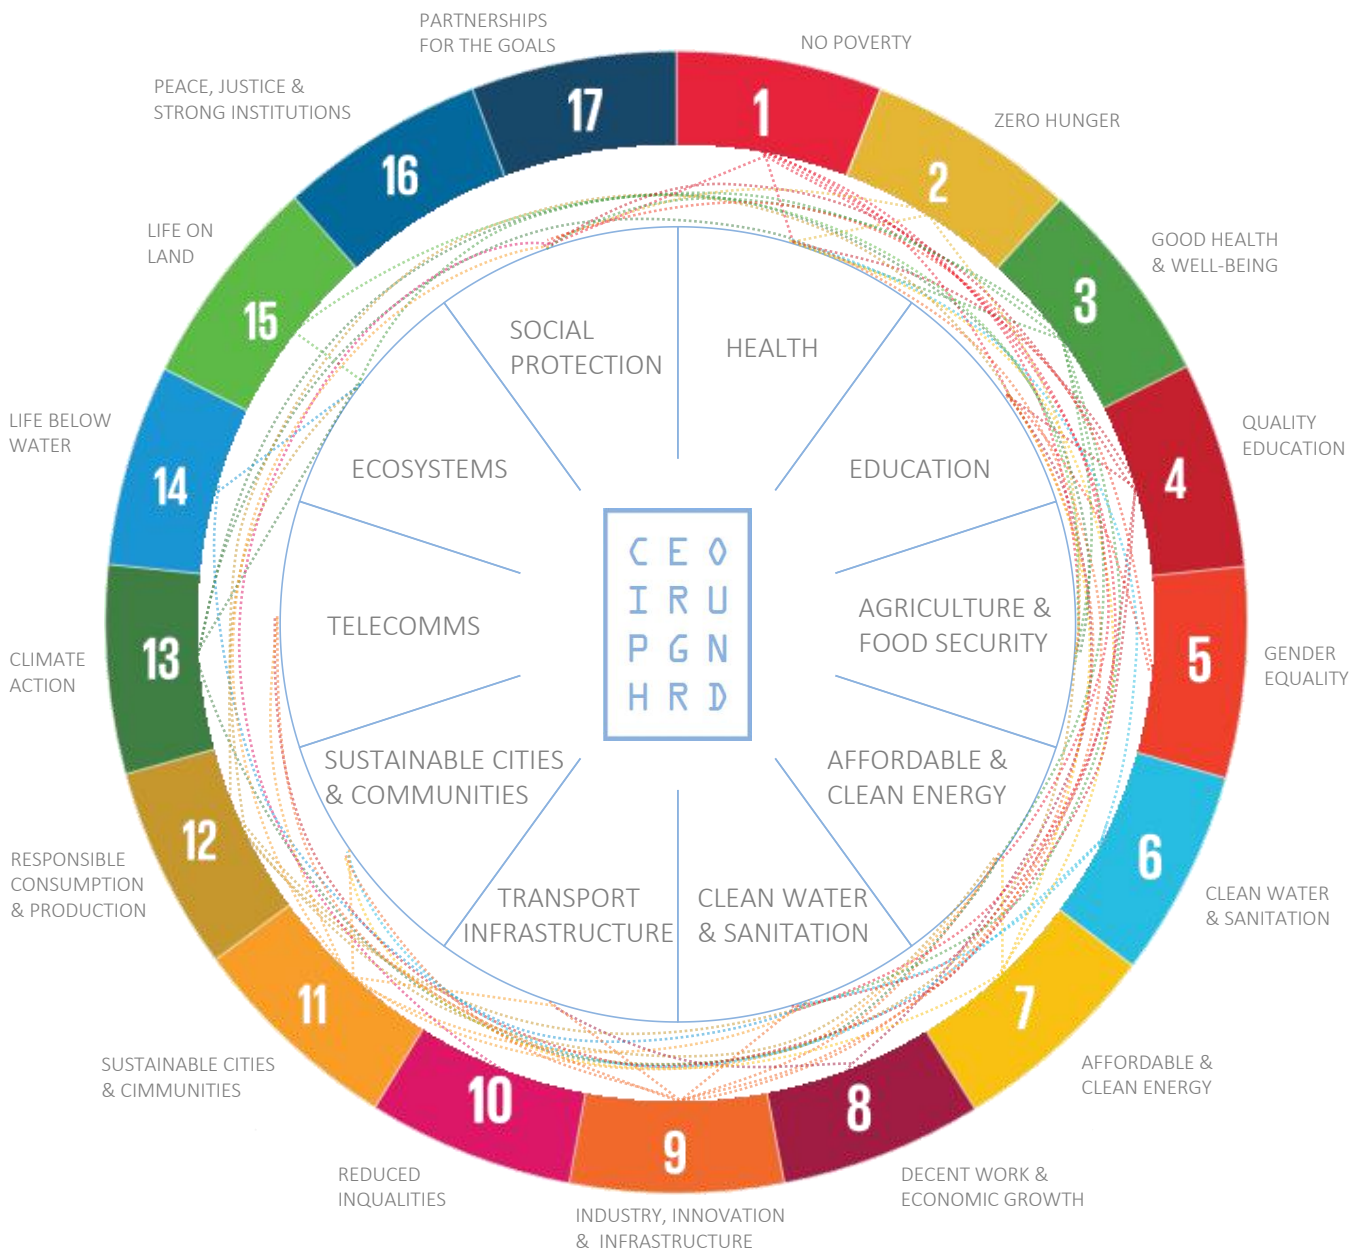 PARTNERSHIPS
FOR THE GOALS
17
NO POVERTY
1
ZERO HUNGER
2
GOOD HEALTH
& WELL-BEING
3
QUALITY
EDUCATION
4
GENDER
EQUALITY
5
CLEAN WATER
& SANITATION
6
AFFORDABLE &
CLEAN ENERGY
7
DECENT WORK &
ECONOMIC GROWTH
8
INDUSTRY, INNOVATION
& INFRASTRUCTURE
9
REDUCED
INQUALITIES
10
SUSTAINABLE CITIES
& CIMMUNITIES
11
RESPONSIBLE
CONSUMPTION
& PRODUCTION
12
CLIMATE
ACTION
13
LIFE BELOW
WATER
14
LIFE ON
LAND
15
PEACE, JUSTICE &
STRONG INSTITUTIONS
16
SOCIAL
PROTECTION
HEALTH
EDUCATION
AGRICULTURE &
FOOD SECURITY
AFFORDABLE &
CLEAN ENERGY
CLEAN WATER
& SANITATION
TRANSPORT
INFRASTRUCTURE
SUSTAINABLE CITIES
& COMMUNITIES
TELECOMMS
ECOSYSTEMS
C E O
I R U
P G N
H R D